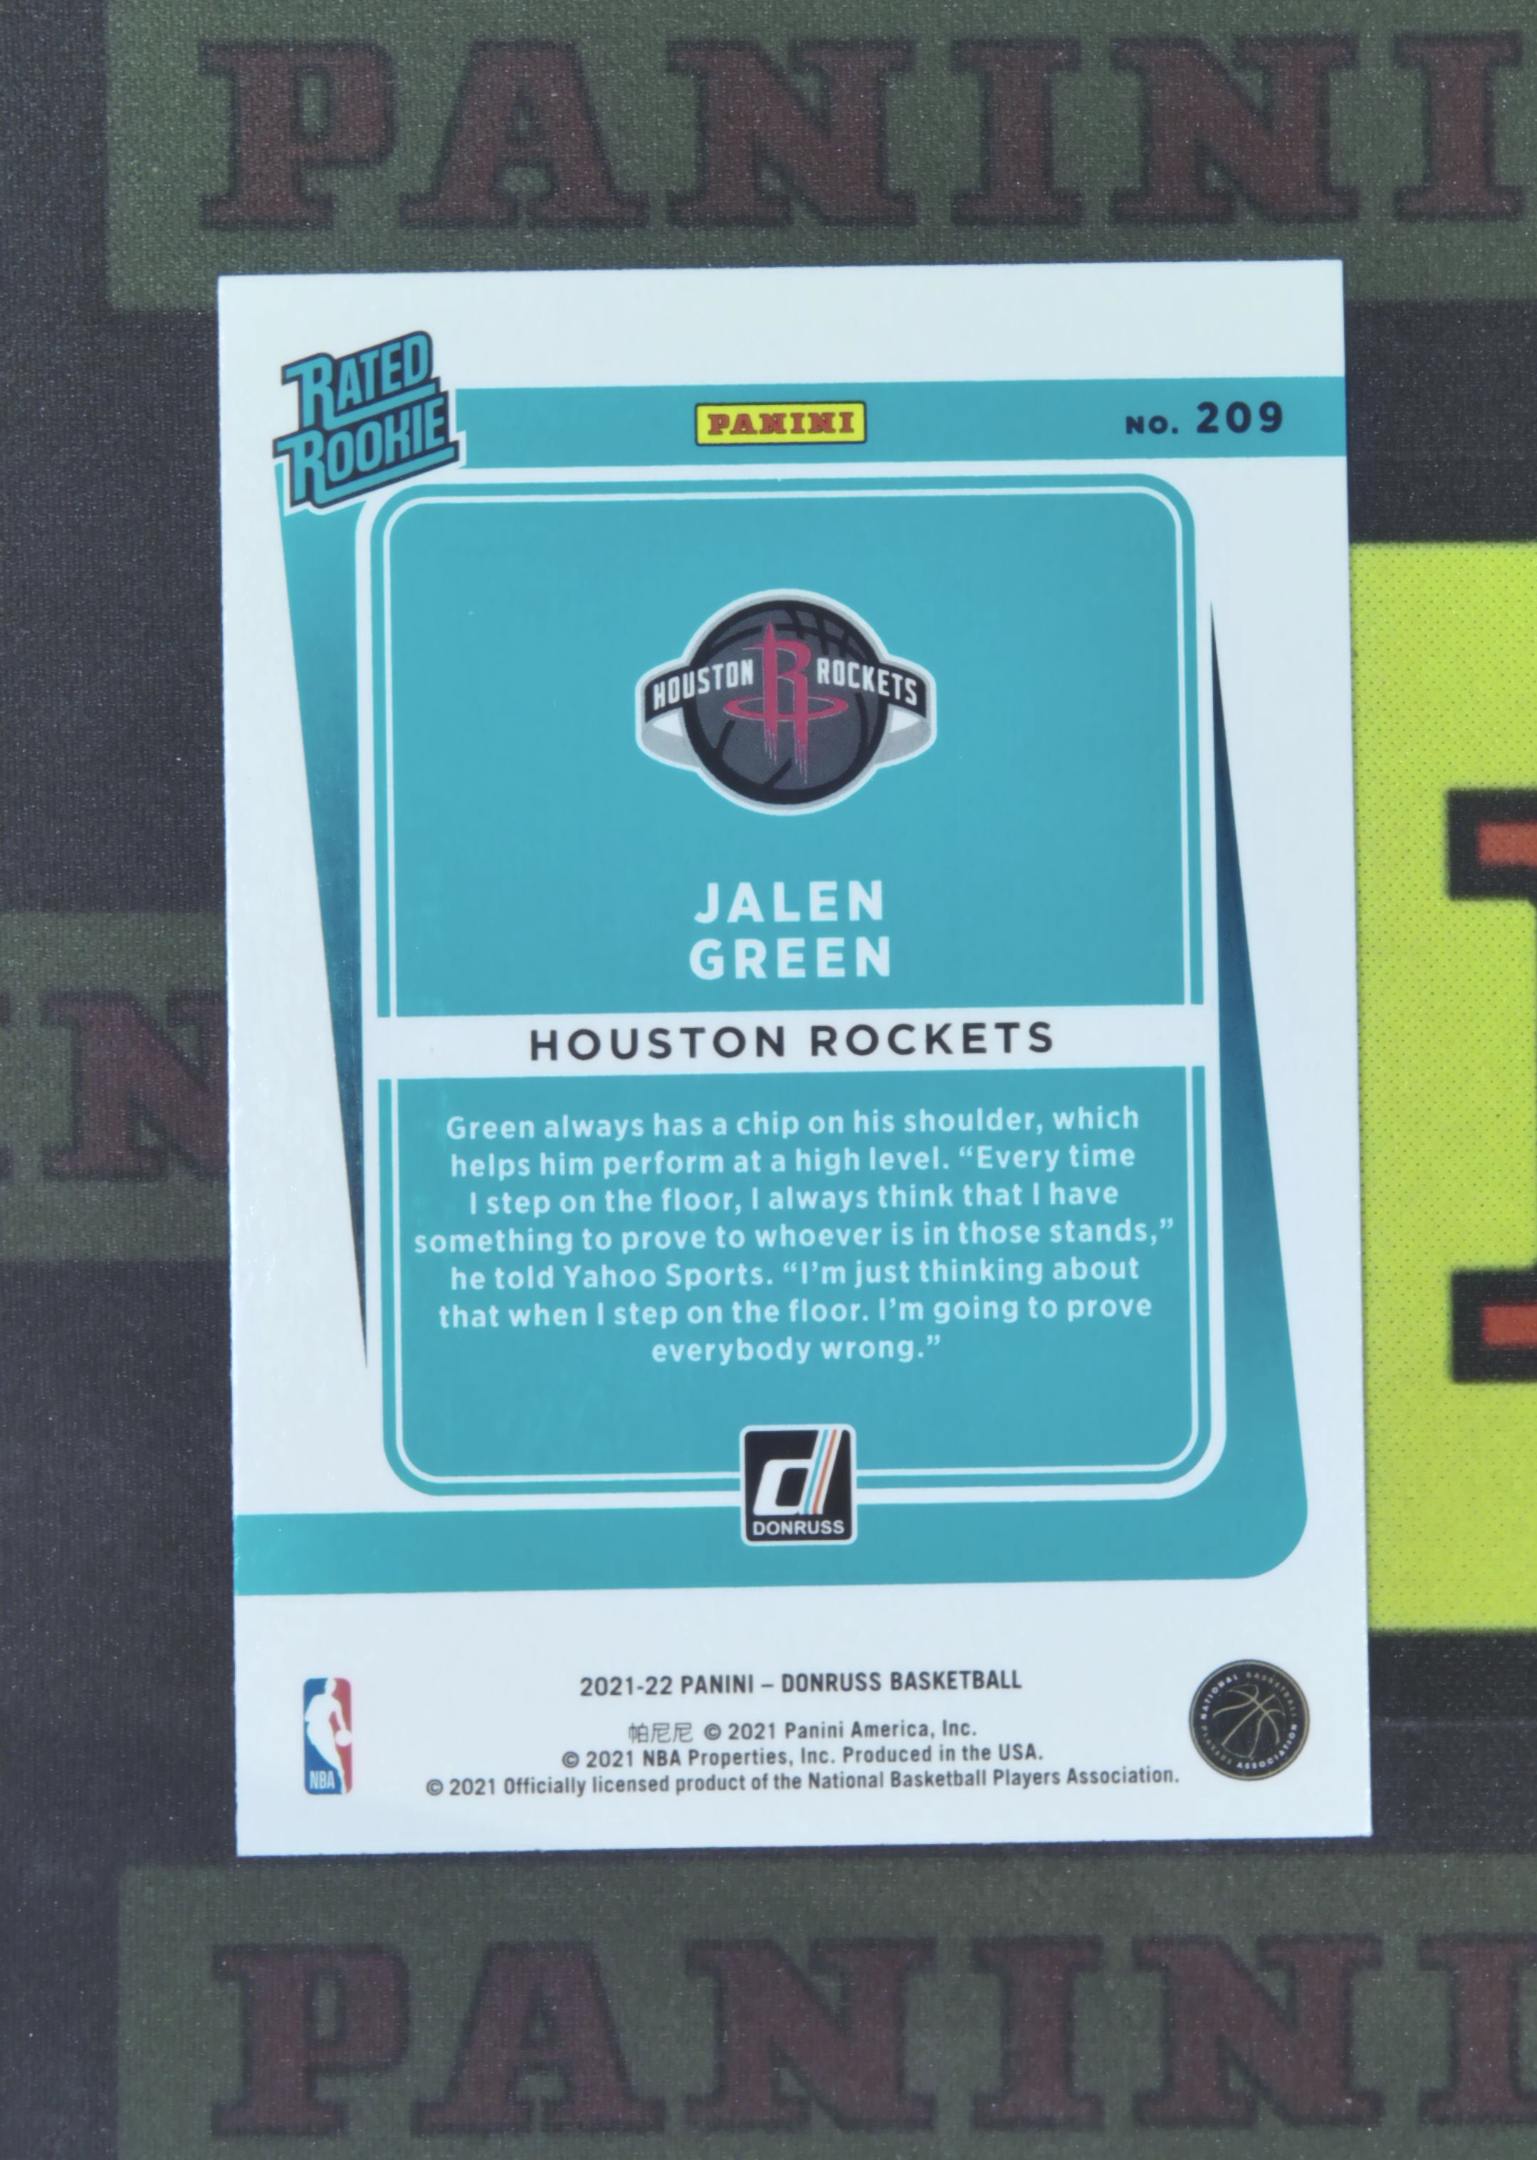 PANINI
RATED
ROOKIE
PANINI
NO. 209
HOUSTON ROCKETS
JALEN
GREEN
HOUSTON ROCKETS
Green always has a chip on his shoulder, which
helps him perform at a high level. “Every time
I step on the floor, I always think that I have
something to prove to whoever is in those stands,”
he told Yahoo Sports. “I’m just thinking about
that when I step on the floor. I’m going to prove
everybody wrong.”
DONRUSS
2021-22 PANINI – DONRUSS BASKETBALL
帕尼尼 © 2021 Panini America, Inc.
© 2021 NBA Properties, Inc. Produced in the USA.
© 2021 Officially licensed product of the National Basketball Players Association.
NBA
NATIONAL BASKETBALL
PLAYERS ASSOCIATION
PANINI